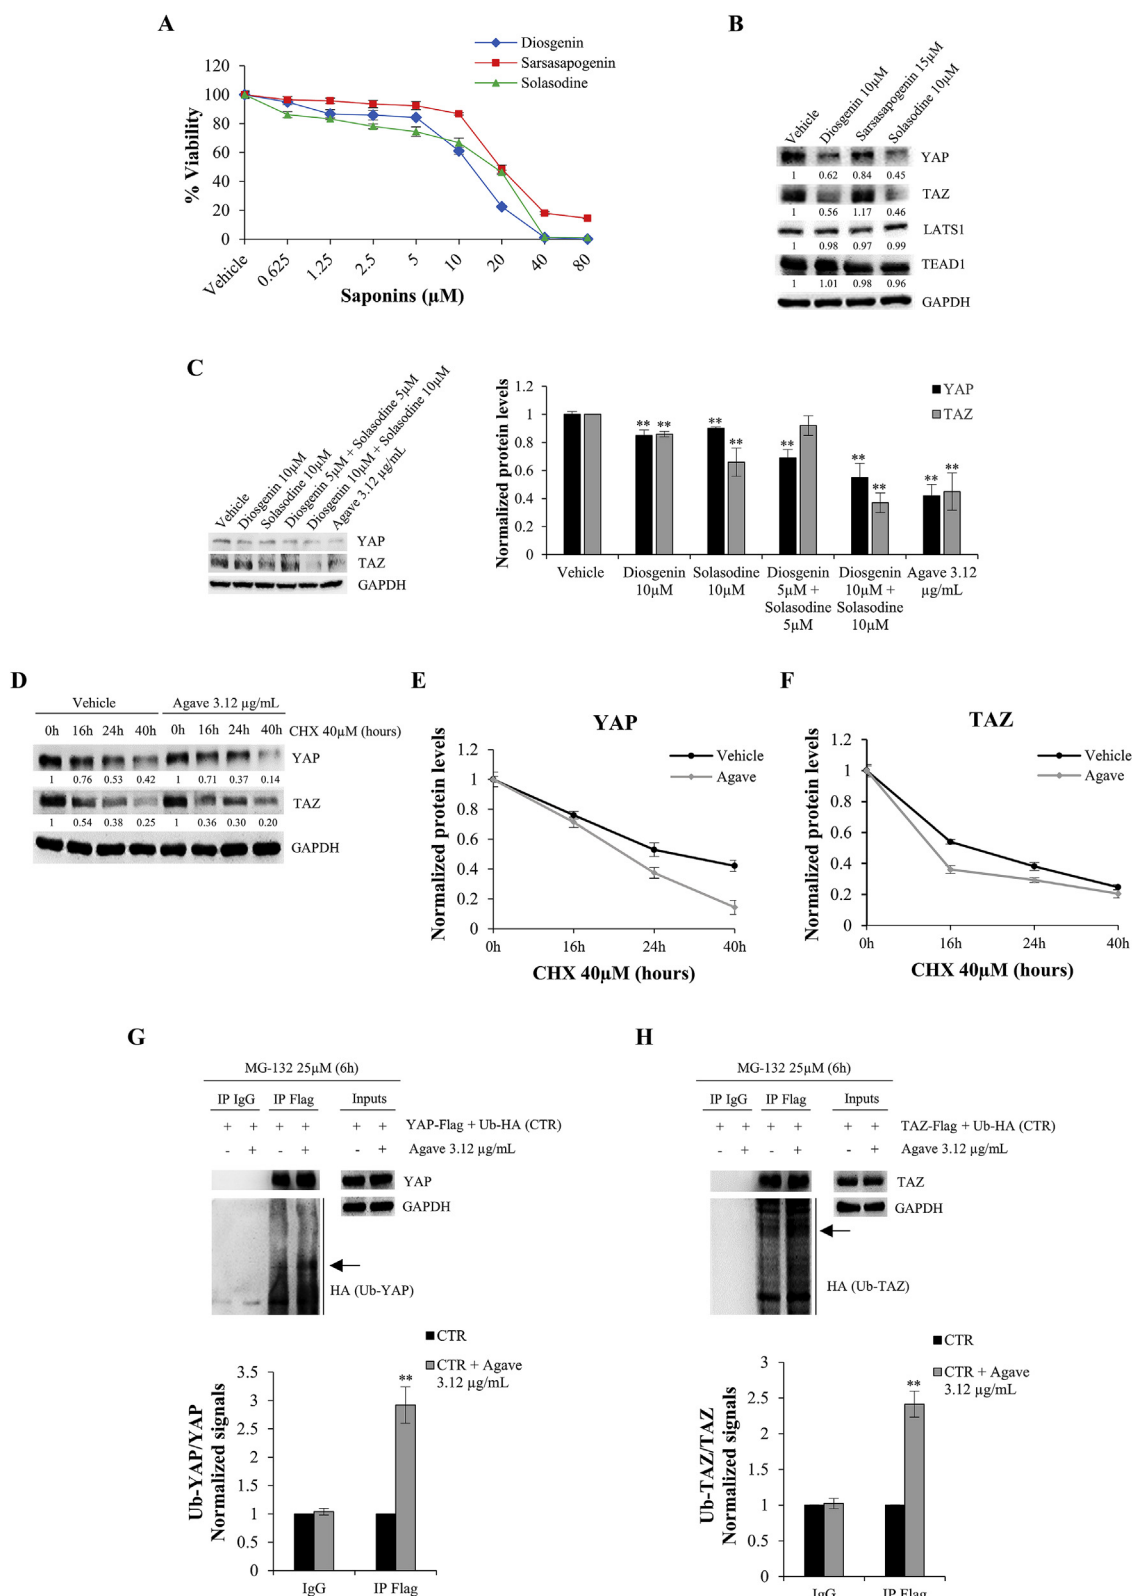 A
Diosgenin
Sarsasapogenin
Solasodine
120
100
80
60
40
20
0
% Viability
Vehicle
0.625
1.25
2.5
5
10
20
40
80
Saponins (µM)
B
Vehicle
Diosgenin 10µM
Sarsasapogenin 15µM
Solasodine 10µM
YAP
1 0.62 0.84 0.45
TAZ
1 0.56 1.17 0.46
LATS1
1 0.98 0.97 0.99
TEAD1
1 1.01 0.98 0.96
GAPDH
C
Vehicle
Diosgenin 10µM
Solasodine 10µM
Diosgenin 5µM + Solasodine 5µM
Diosgenin 10µM + Solasodine 10µM
Agave 3.12 µg/mL
YAP
TAZ
GAPDH
Normalized protein levels
1.2
1
0.8
0.6
0.4
0.2
0
YAP
TAZ
** ** ** ** ** ** ** ** **
Vehicle
Diosgenin
10µM
Solasodine
10µM
Diosgenin
5µM +
Solasodine
5µM
Diosgenin
10µM +
Solasodine
10µM
Agave 3.12
µg/mL
D
Vehicle Agave 3.12 µg/mL
0h 16h 24h 40h 0h 16h 24h 40h CHX 40µM (hours)
YAP
1 0.76 0.53 0.42 1 0.71 0.37 0.14
TAZ
1 0.54 0.38 0.25 1 0.36 0.30 0.20
GAPDH
E
YAP
Normalized protein levels
1.2
1
0.8
0.6
0.4
0.2
0
Vehicle
Agave
0h 16h 24h 40h
CHX 40µM (hours)
F
TAZ
Normalized protein levels
1.2
1
0.8
0.6
0.4
0.2
0
Vehicle
Agave
0h 16h 24h 40h
CHX 40µM (hours)
G
MG-132 25µM (6h)
IP IgG IP Flag Inputs
+ + + + + + YAP-Flag + Ub-HA (CTR)
- + - + - + Agave 3.12 µg/mL
YAP
GAPDH
HA (Ub-YAP)
CTR
CTR + Agave
3.12 µg/mL
Ub-YAP/YAP
Normalized signals
3.5
3
2.5
2
1.5
1
0.5
0
**
IgG IP Flag
H
MG-132 25µM (6h)
IP IgG IP Flag Inputs
+ + + + + + TAZ-Flag + Ub-HA (CTR)
- + - + - + Agave 3.12 µg/mL
TAZ
GAPDH
HA (Ub-TAZ)
CTR
CTR + Agave
3.12 µg/mL
Ub-TAZ/TAZ
Normalized signals
3
2.5
2
1.5
1
0.5
0
**
IgG IP Flag